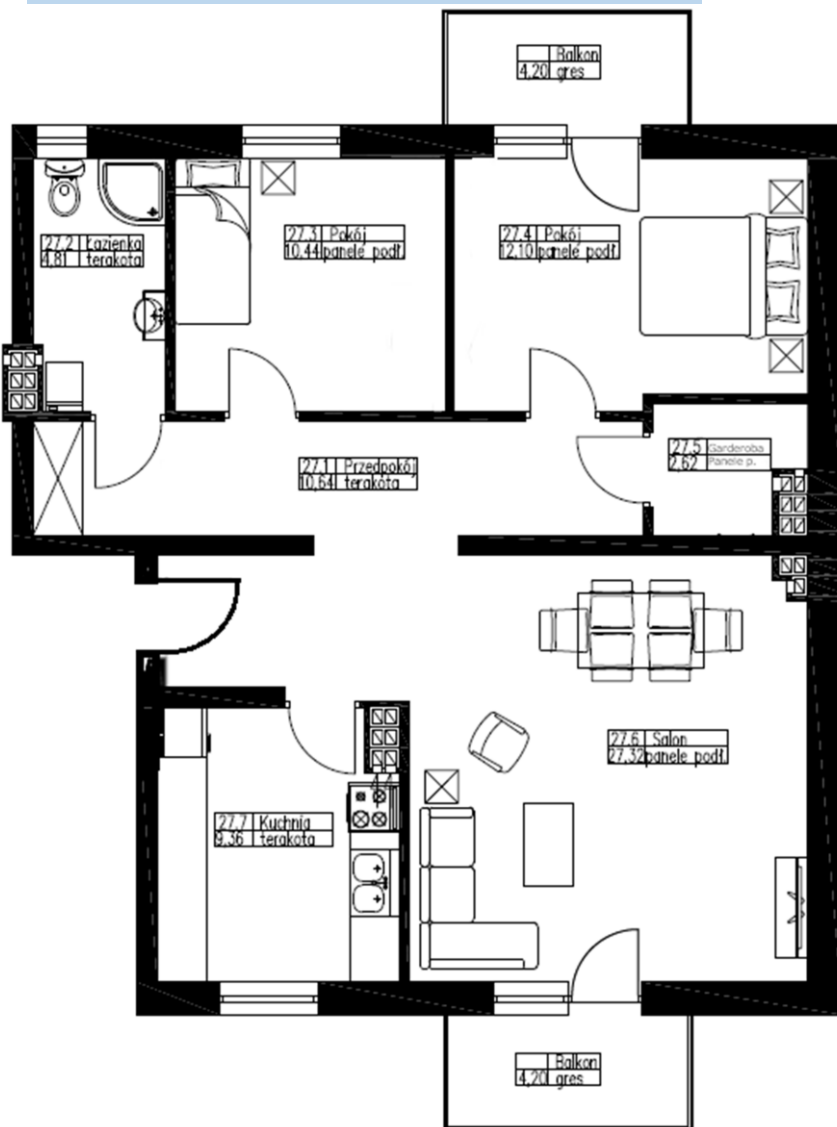 Balkon
4.20 gres
27.2 Łazienka
4,81 terakota
27.3 Pokój
10.44 panele podł.
27.4 Pokój
12.10 panele podł.
27.1 Przedpokój
10,64 terakota
27.5 Garderoba
2.62 Panele p.
27.6 Salon
27.32 panele podł.
27.7 Kuchnia
9.36 terakota
Balkon
4,20 gres